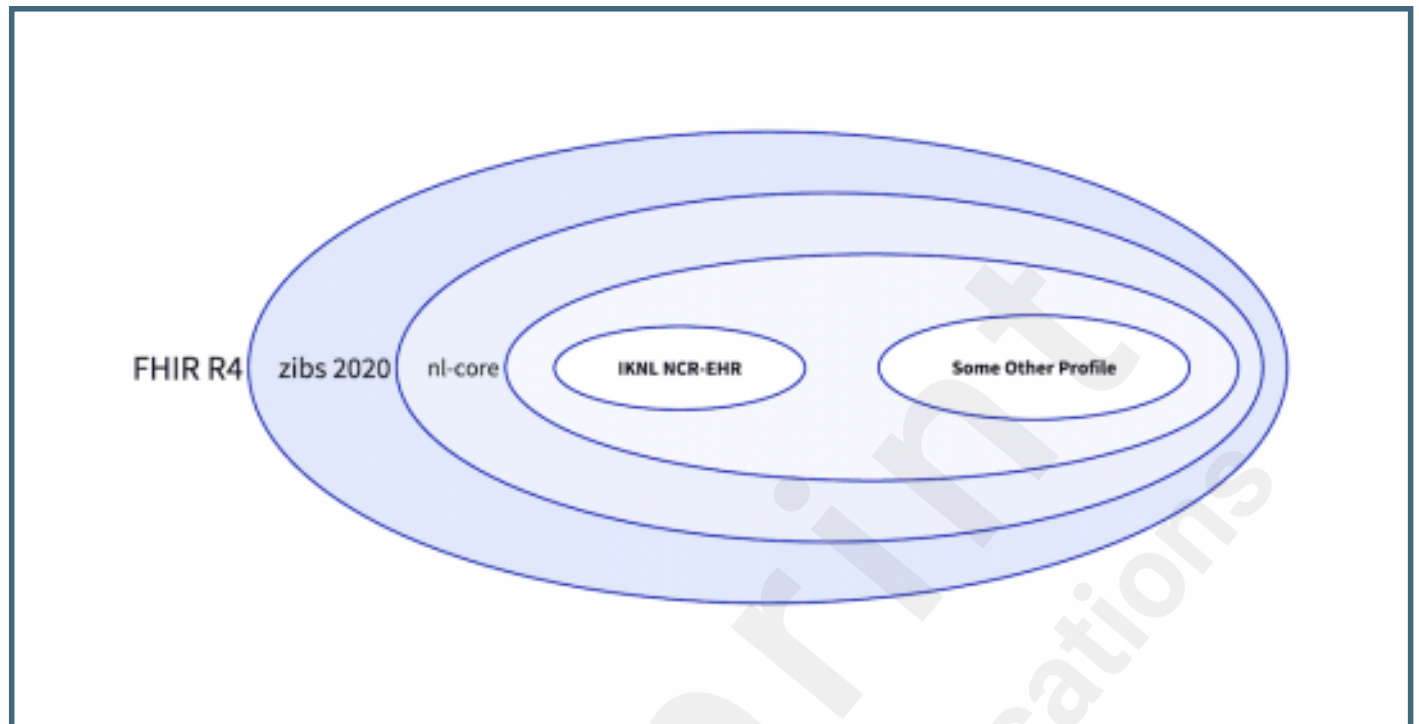 FHIR R4
zibs 2020
nl-core
IKNL NCR-EHR
Some Other Profile